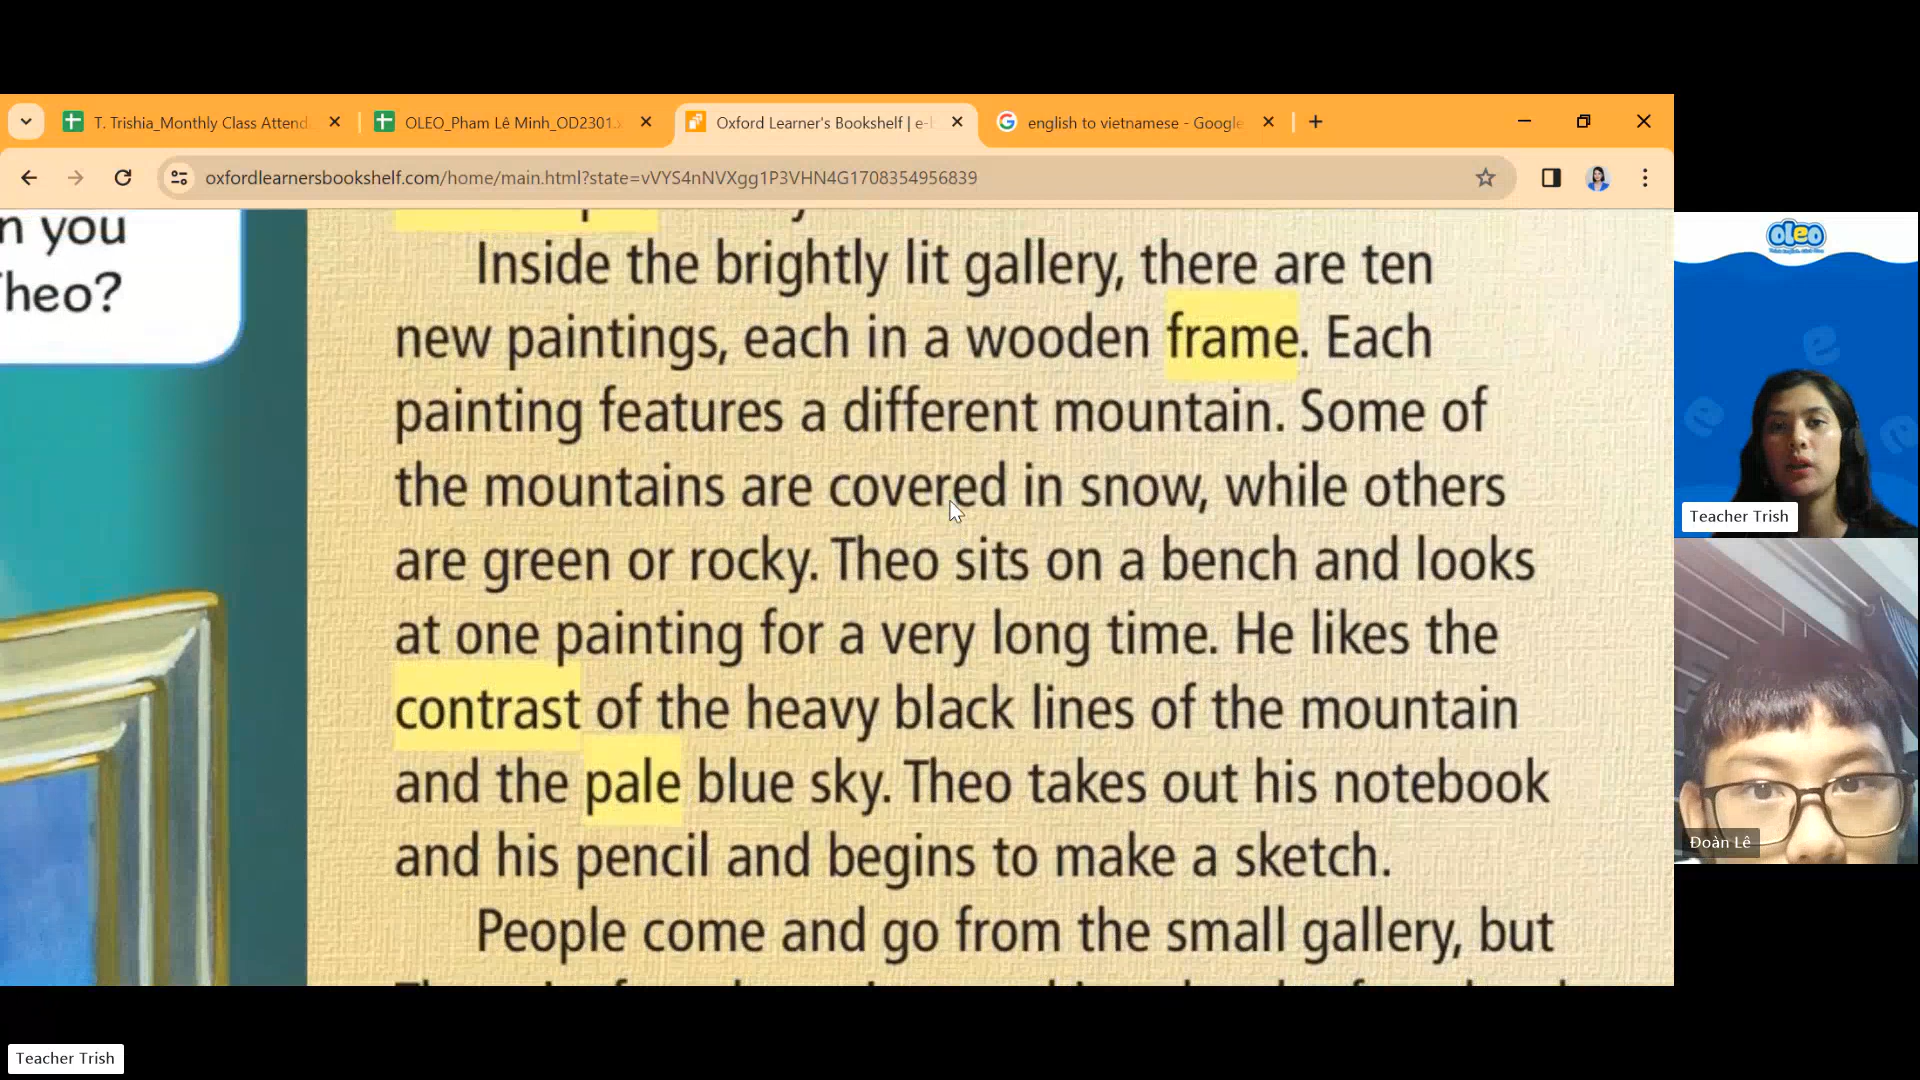 T. Trishia_Monthly Class Attend
OLEO_Pham Lê Minh_OD2301.x
Oxford Learner's Bookshelf | e-b
english to vietnamese - Google
oxfordlearnersbookshelf.com/home/main.html?state=vVYS4nNVXgg1P3VHN4G1708354956839
n you
heo?
Inside the brightly lit gallery, there are ten
new paintings, each in a wooden frame. Each
painting features a different mountain. Some of
the mountains are covered in snow, while others
are green or rocky. Theo sits on a bench and looks
at one painting for a very long time. He likes the
contrast of the heavy black lines of the mountain
and the pale blue sky. Theo takes out his notebook
and his pencil and begins to make a sketch.
People come and go from the small gallery, but
oleo
Teacher Trish
Đoàn Lê
Teacher Trish